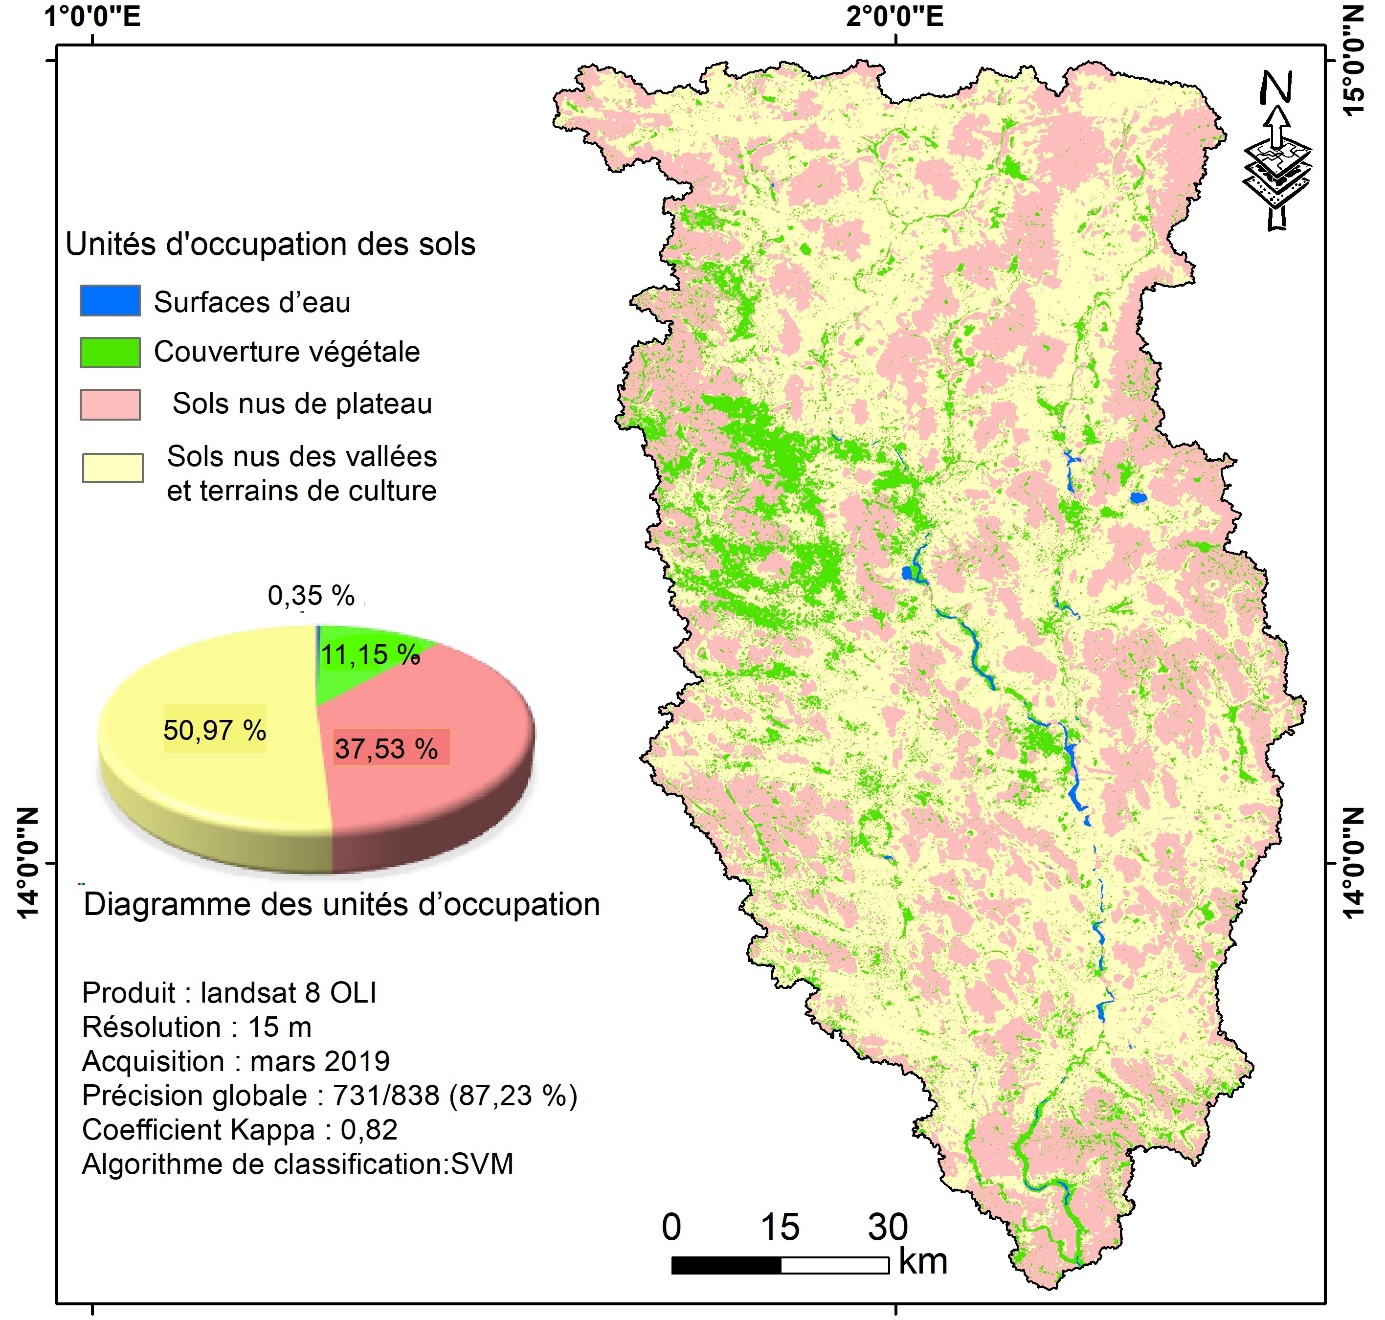 1°0'0"E
2°0'0"E
15°0'0"N
N
Unités d'occupation des sols
Surfaces d’eau
Couverture végétale
Sols nus de plateau
Sols nus des vallées
et terrains de culture
0,35 %
11,15 %
50,97 %
37,53 %
14°0'0"N
14°0'0"N
Diagramme des unités d’occupation
Produit : landsat 8 OLI
Résolution : 15 m
Acquisition : mars 2019
Précision globale : 731/838 (87,23 %)
Coefficient Kappa : 0,82
Algorithme de classification:SVM
0 15 30
km